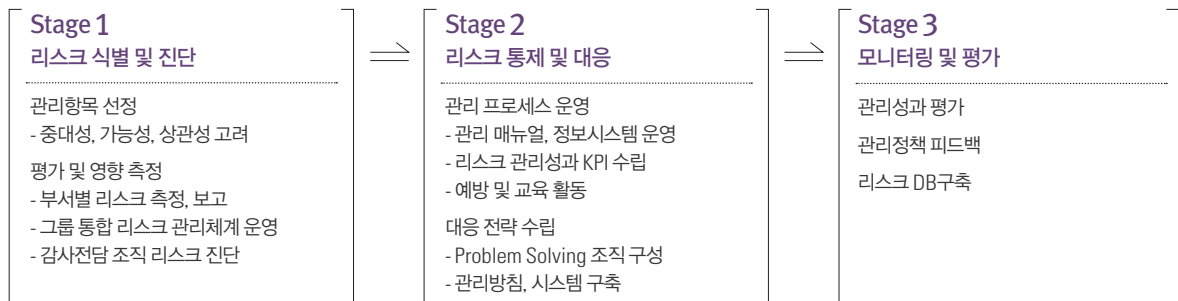 Stage 1
리스크 식별 및 진단
관리항목 선정
- 중대성, 가능성, 상관성 고려
평가 및 영향 측정
- 부서별 리스크 측정, 보고
- 그룹 통합 리스크 관리체계 운영
- 감사전담 조직 리스크 진단
Stage 2
리스크 통제 및 대응
관리 프로세스 운영
- 관리 매뉴얼, 정보시스템 운영
- 리스크 관리성과 KPI 수립
- 예방 및 교육 활동
대응 전략 수립
- Problem Solving 조직 구성
- 관리방침, 시스템 구축
Stage 3
모니터링 및 평가
관리성과 평가
관리정책 피드백
리스크 DB구축